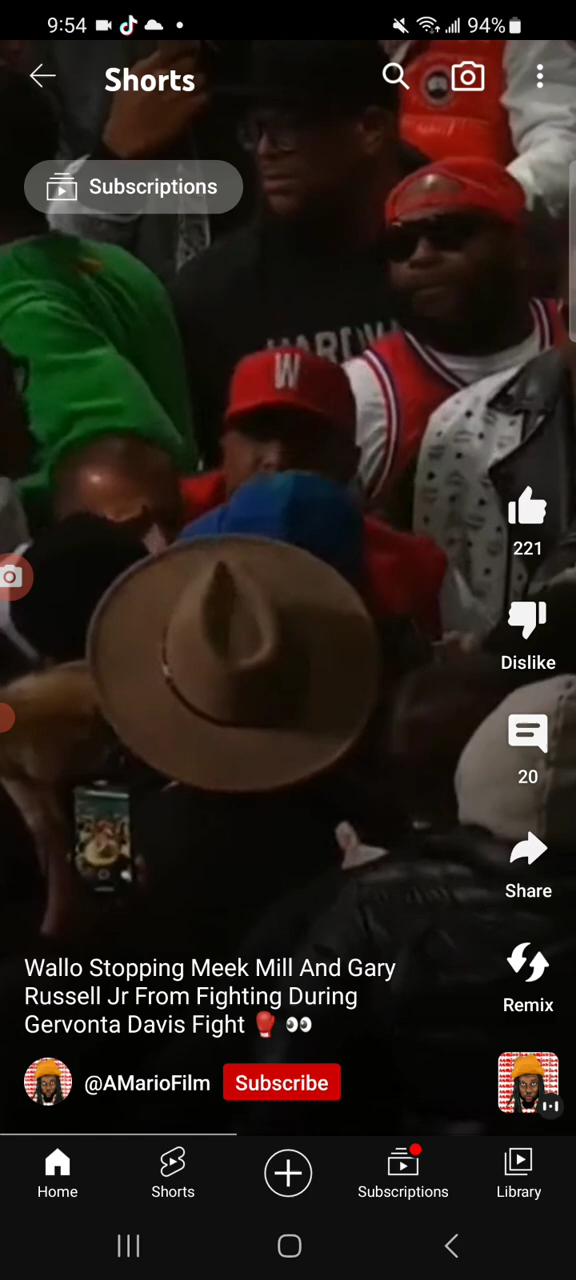 9:54
94%
Shorts
Subscriptions
W
221
Dislike
20
Share
Remix
Wallo Stopping Meek Mill And Gary
Russell Jr From Fighting During
Gervonta Davis Fight 🥊 👀
@AMarioFilm
Subscribe
Home
Shorts
Subscriptions
Library